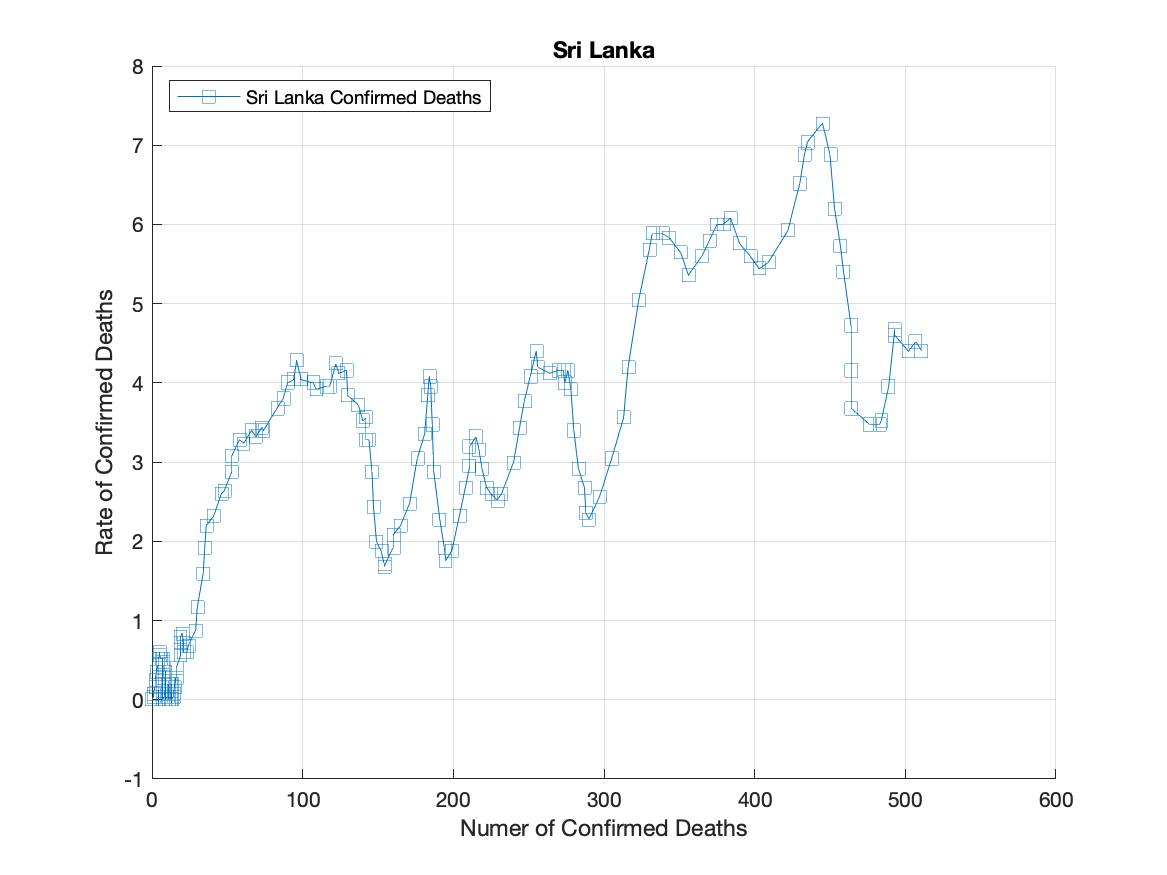 Sri Lanka
Sri Lanka Confirmed Deaths
8
7
6
5
4
3
2
1
0
-1
Rate of Confirmed Deaths
0 100 200 300 400 500 600
Numer of Confirmed Deaths